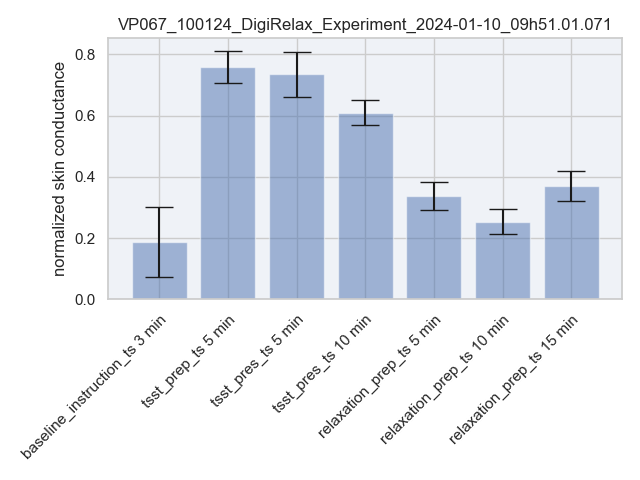 VP067_100124_DigiRelax_Experiment_2024-01-10_09h51.01.071
normalized skin conductance
0.8
0.6
0.4
0.2
0.0
baseline_instruction_ts 3 min
tsst_prep_ts 5 min
tsst_pres_ts 5 min
tsst_pres_ts 10 min
relaxation_prep_ts 5 min
relaxation_prep_ts 10 min
relaxation_prep_ts 15 min